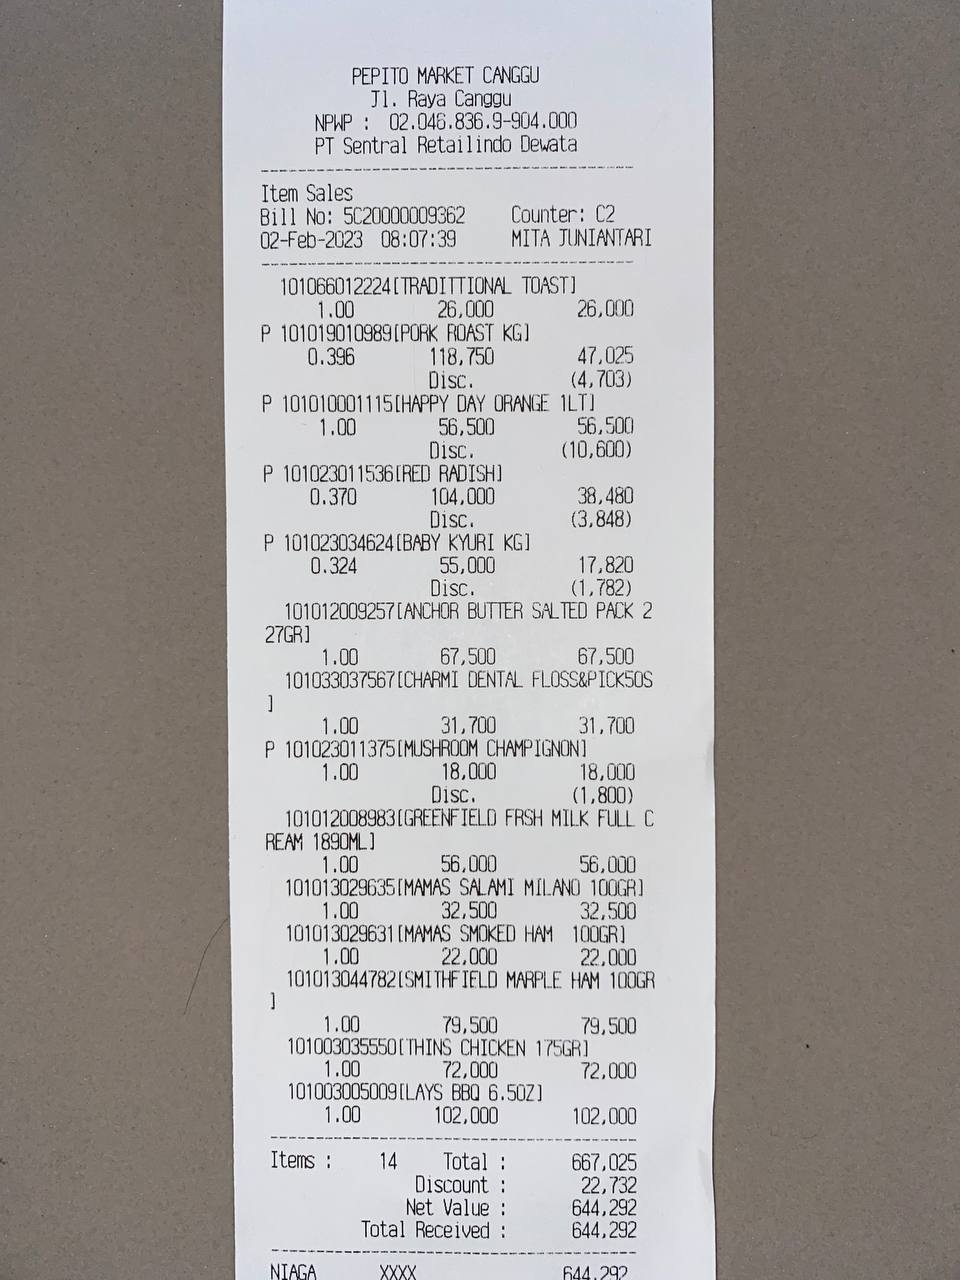 PEPITO MARKET CANGGU
Jl. Raya Canggu
NPWP : 02.046.836.9-904.000
PT Sentral Retailindo Dewata
----------------------------------------
Item Sales
Bill No: 5C20000009362 Counter: C2
02-Feb-2023 08:07:39 MITA JUNIANTARI
----------------------------------------
101066012224[TRADITTIONAL TOAST]
1.00 26,000 26,000
P 101019010989[PORK ROAST KG]
0.396 118,750 47,025
Disc. (4,703)
P 101010001115[HAPPY DAY ORANGE 1LT]
1.00 56,500 56,500
Disc. (10,600)
P 101023011536[RED RADISH]
0.370 104,000 38,480
Disc. (3,848)
P 101023034624[BABY KYURI KG]
0.324 55,000 17,820
Disc. (1,782)
101012009257[ANCHOR BUTTER SALTED PACK 2
27GR]
1.00 67,500 67,500
101033037567[CHARMI DENTAL FLOSS&PICK50S
]
1.00 31,700 31,700
P 101023011375[MUSHROOM CHAMPIGNON]
1.00 18,000 18,000
Disc. (1,800)
101012008983[GREENFIELD FRSH MILK FULL C
REAM 1890ML]
1.00 56,000 56,000
101013029635[MAMAS SALAMI MILANO 100GR]
1.00 32,500 32,500
101013029631[MAMAS SMOKED HAM 100GR]
1.00 22,000 22,000
101013044782[SMITHFIELD MARPLE HAM 100GR
]
1.00 79,500 79,500
101003035550[THINS CHICKEN 175GR]
1.00 72,000 72,000
101003005009[LAYS BBQ 6.5OZ]
1.00 102,000 102,000
----------------------------------------
Items : 14 Total : 667,025
Discount : 22,732
Net Value : 644,292
Total Received : 644,292
----------------------------------------
NIAGA XXXX 644,292